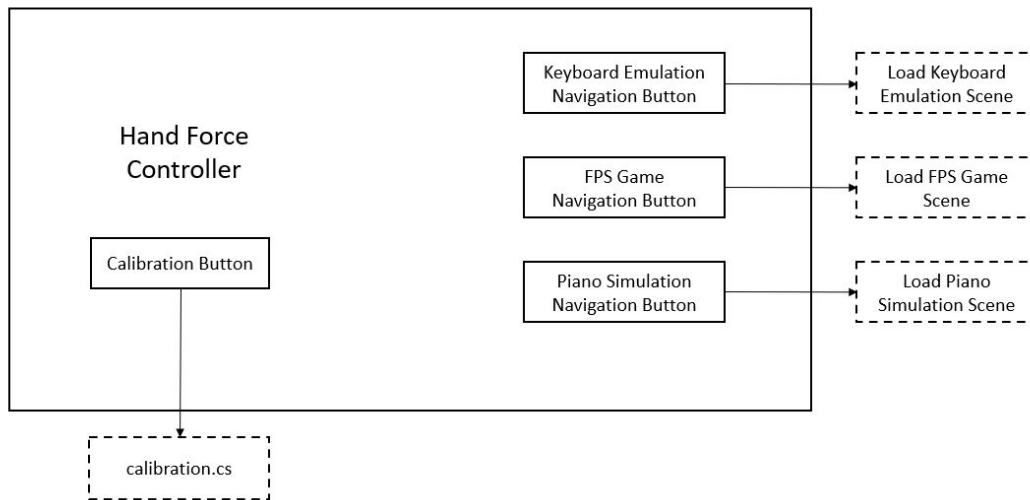 Keyboard Emulation
Navigation Button
Load Keyboard
Emulation Scene
Hand Force
Controller
FPS Game
Navigation Button
Load FPS Game
Scene
Calibration Button
Piano Simulation
Navigation Button
Load Piano
Simulation Scene
calibration.cs